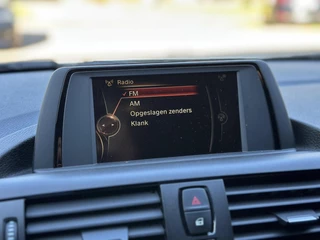 Radio
FM
AM
Opgeslagen zenders
Klank